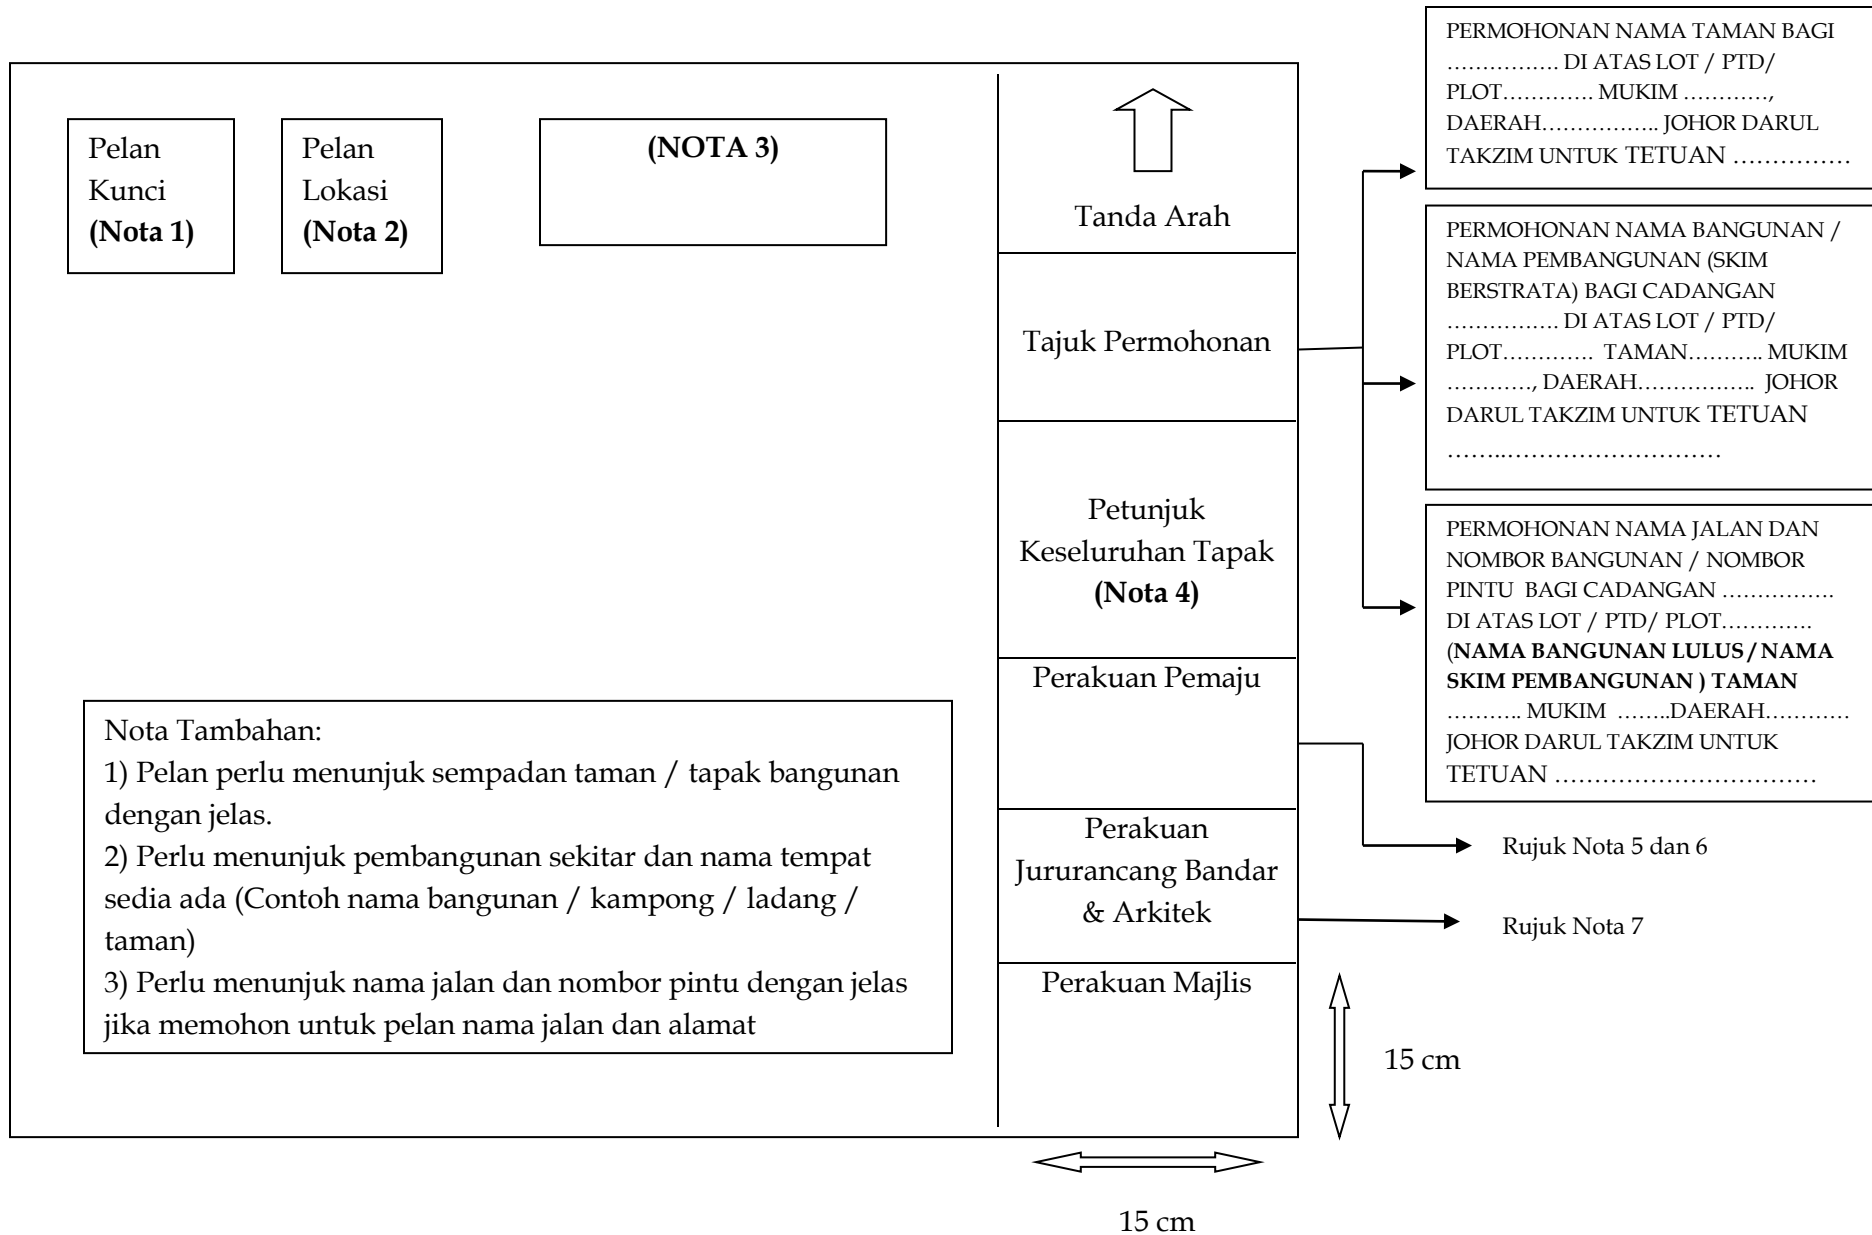 Pelan
Kunci
(Nota 1)
Pelan
Lokasi
(Nota 2)
(NOTA 3)
Nota Tambahan:
1) Pelan perlu menunjuk sempadan taman / tapak bangunan
dengan jelas.
2) Perlu menunjuk pembangunan sekitar dan nama tempat
sedia ada (Contoh nama bangunan / kampong / ladang /
taman)
3) Perlu menunjuk nama jalan dan nombor pintu dengan jelas
jika memohon untuk pelan nama jalan dan alamat
Tanda Arah
Tajuk Permohonan
Petunjuk
Keseluruhan Tapak
(Nota 4)
Perakuan Pemaju
Perakuan
Jururancang Bandar
& Arkitek
Perakuan Majlis
PERMOHONAN NAMA TAMAN BAGI
……………. DI ATAS LOT / PTD/
PLOT…………. MUKIM …………,
DAERAH…………….. JOHOR DARUL
TAKZIM UNTUK TETUAN ……………
PERMOHONAN NAMA BANGUNAN /
NAMA PEMBANGUNAN (SKIM
BERSTRATA) BAGI CADANGAN
……………. DI ATAS LOT / PTD/
PLOT…………. TAMAN……….. MUKIM
…………, DAERAH…………….. JOHOR
DARUL TAKZIM UNTUK TETUAN
……..………………………
PERMOHONAN NAMA JALAN DAN
NOMBOR BANGUNAN / NOMBOR
PINTU BAGI CADANGAN …………….
DI ATAS LOT / PTD/ PLOT………….
(NAMA BANGUNAN LULUS / NAMA
SKIM PEMBANGUNAN ) TAMAN
……….. MUKIM ……..DAERAH…………
JOHOR DARUL TAKZIM UNTUK
TETUAN ……………………………
Rujuk Nota 5 dan 6
Rujuk Nota 7
15 cm
15 cm